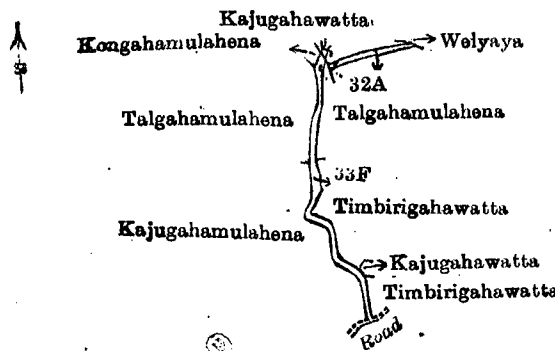 Kajugahawatta
Kongahamulahena
Welyaya
32A
Talgahamulahena
Talgahamulahena
33F
Timbirigahawatta
Kajugahamulahena
Kajugahawatta
Timbirigahawatta
Road